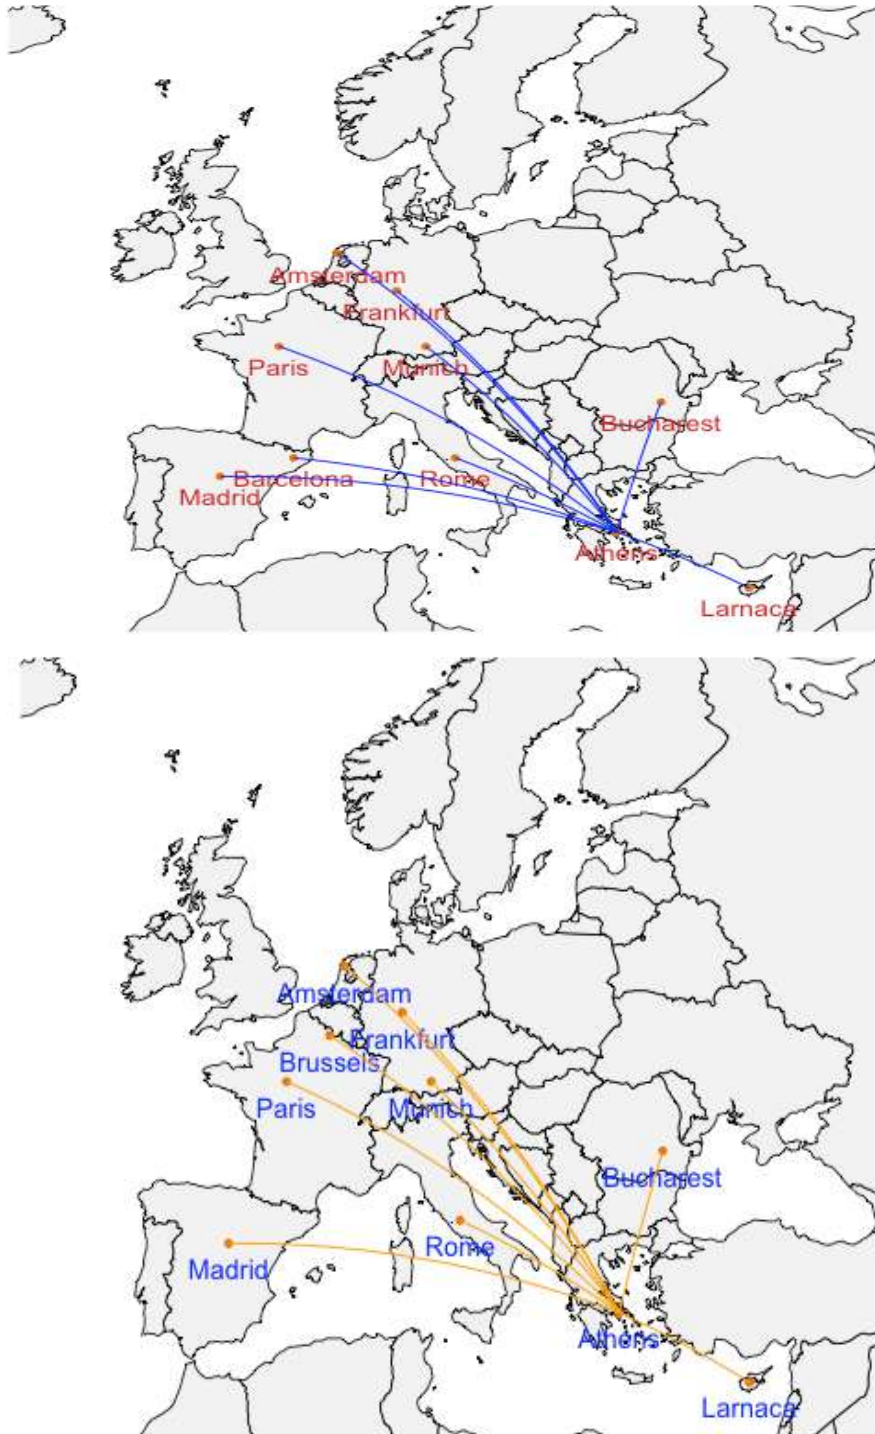 Amsterdam
Frankfurt
Paris
Munich
Bucharest
Barcelona
Rome
Madrid
Athens
Larnaca
Amsterdam
Frankfurt
Brussels
Paris
Munich
Bucharest
Rome
Madrid
Athens
Larnaca